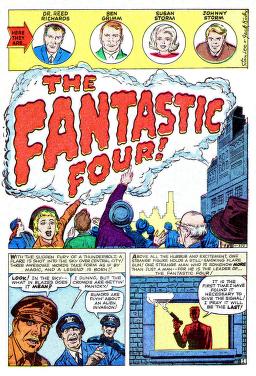 HERE THEY ARE...
DR. REED RICHARDS
BEN GRIMM
SUSAN STORM
JOHNNY STORM
THE
FANTASTIC
FOUR!
WITH THE SUDDEN FURY OF A THUNDERBOLT, A
FLARE IS SHOT INTO THE SKY OVER CENTRAL CITY!
THREE AWESOME WORDS TAKE FORM AS IF BY
MAGIC, AND A LEGEND IS BORN!!
ABOVE ALL THE HUBBUB AND EXCITEMENT, ONE
STRANGE FIGURE HOLDS A STILL-SMOKING FLARE
GUN! ONE STRANGE MAN WHO IS SOMEHOW MORE
THAN JUST A MAN--FOR HE IS THE LEADER OF...
THE FANTASTIC FOUR!
LOOK! IN THE SKY!
WHAT IN BLAZES DOES
IT MEAN?
I DUNNO, BUT THE
CROWDS ARE GETTIN'
PANICKY!
RUMORS ARE
FLYIN' ABOUT
AN ALIEN
INVASION!
IT IS THE
FIRST TIME I HAVE
FOUND IT
NECESSARY TO
GIVE THE SIGNAL!
I PRAY IT WILL
BE THE LAST!